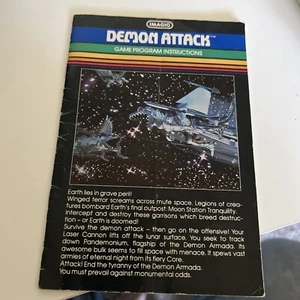 IMAGIC
DEMON ATTACK™
GAME PROGRAM INSTRUCTIONS
Earth lies in grave peril!
Winged terror screams across mute space. Legions of crea-
tures bombard Earth's final outpost: Moon Station Tranquility.
Intercept and destroy these garrisons which breed destruc-
tion – or Earth is doomed!
Survive the demon attack – then go on the offensive! Your
Laser Cannon lifts off the lunar surface. You seek to track
down Pandemonium, flagship of the Demon Armada. Its
awesome bulk seems to fill space with menace. It spews vast
armies of eternal night from its fiery Core.
Attack! End the tyranny of the Demon Armada.
You must prevail against monumental odds.